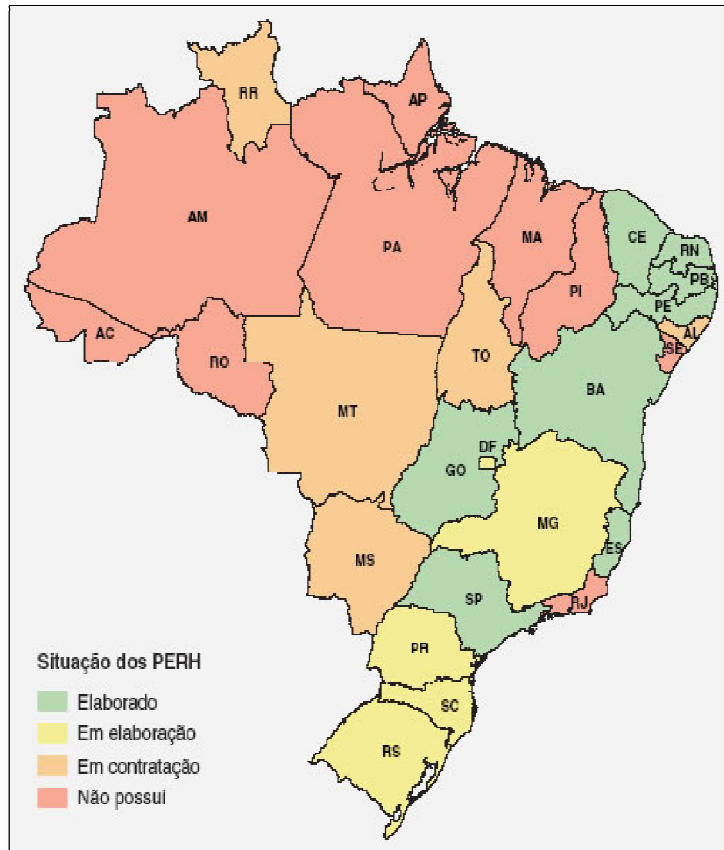 RR
AP
AM
PA
MA
CE
RN
PB
PI
PE
AC
AL
RO
TO
SE
BA
MT
DF
GO
MG
MS
ES
SP
RJ
PR
SC
RS
Situação dos PERH
Elaborado
Em elaboração
Em contratação
Não possui